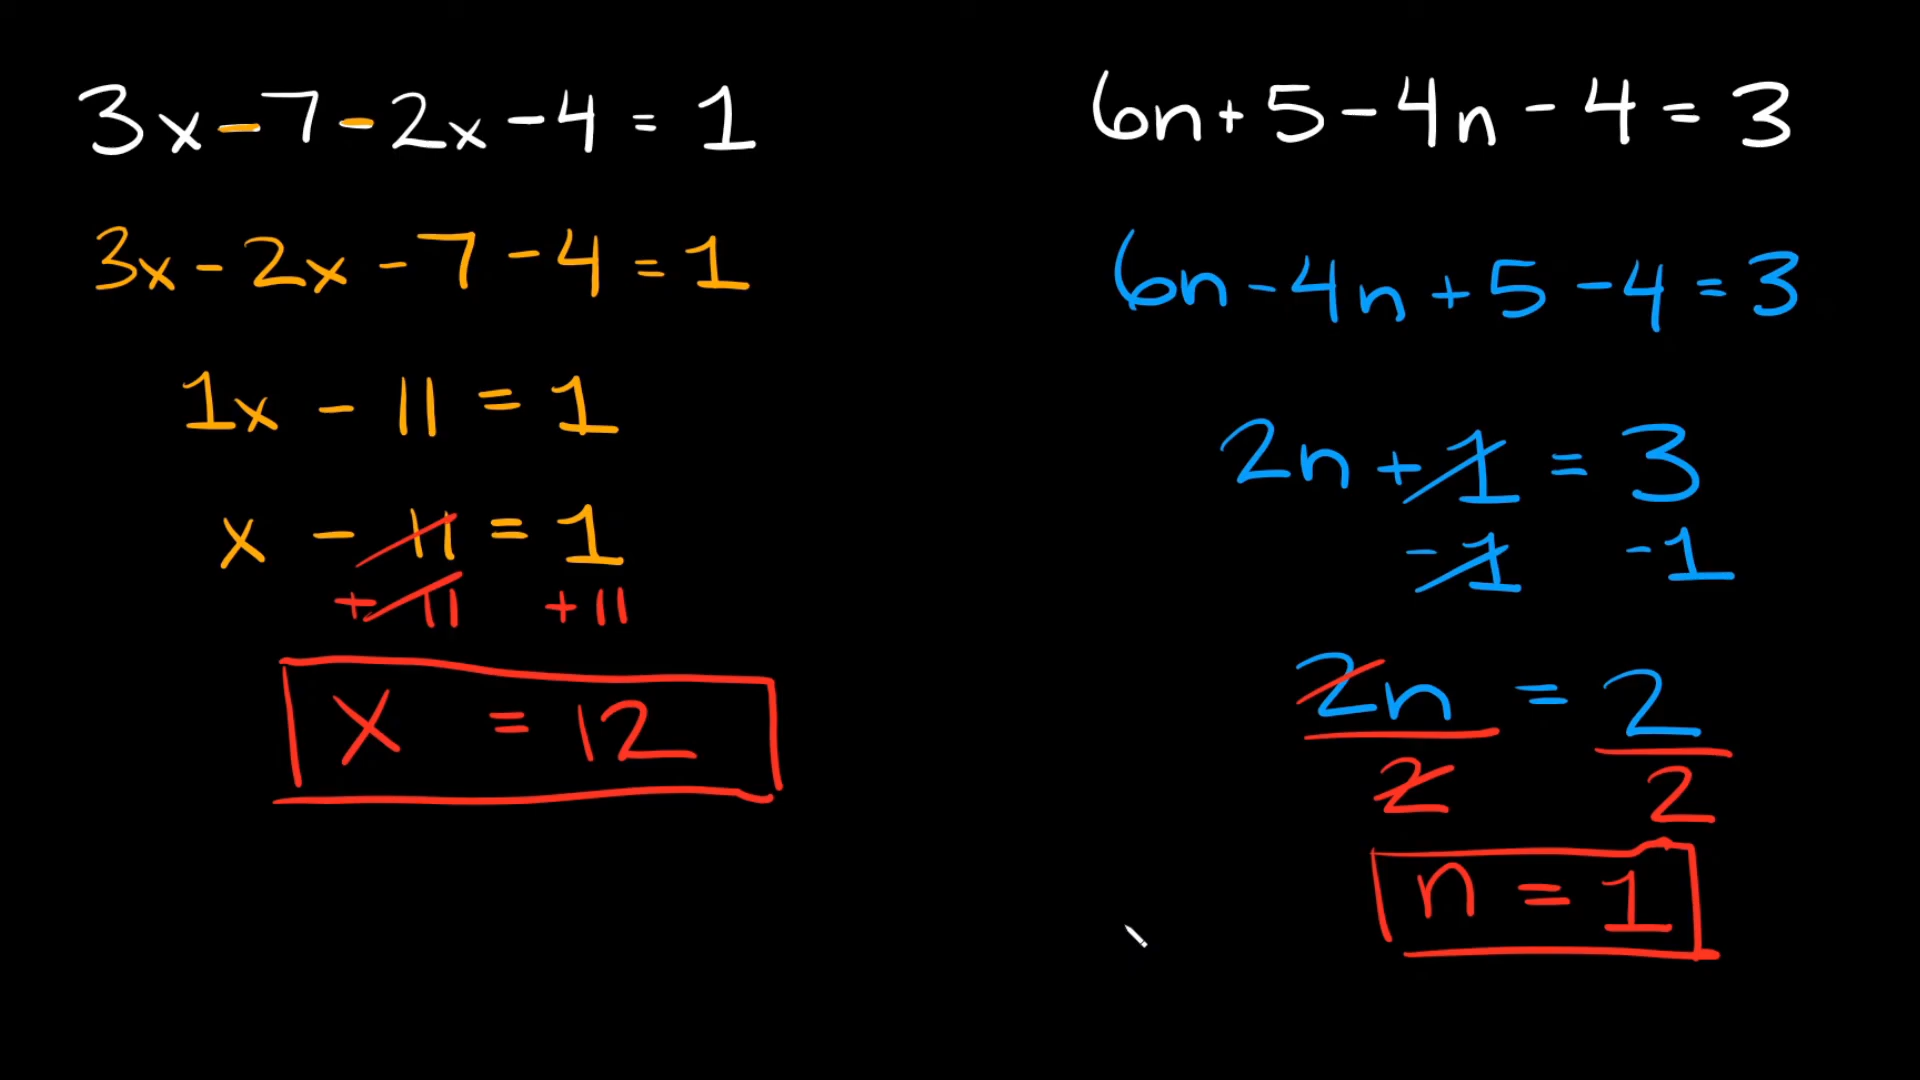 3x - 7 - 2x - 4 = 1
3x - 2x - 7 - 4 = 1
1x - 11 = 1
x - 11 = 1
+ 11 + 11
x = 12
6n + 5 - 4n - 4 = 3
6n - 4n + 5 - 4 = 3
2n + 1 = 3
- 1 - 1
2n = 2
2 2
n = 1